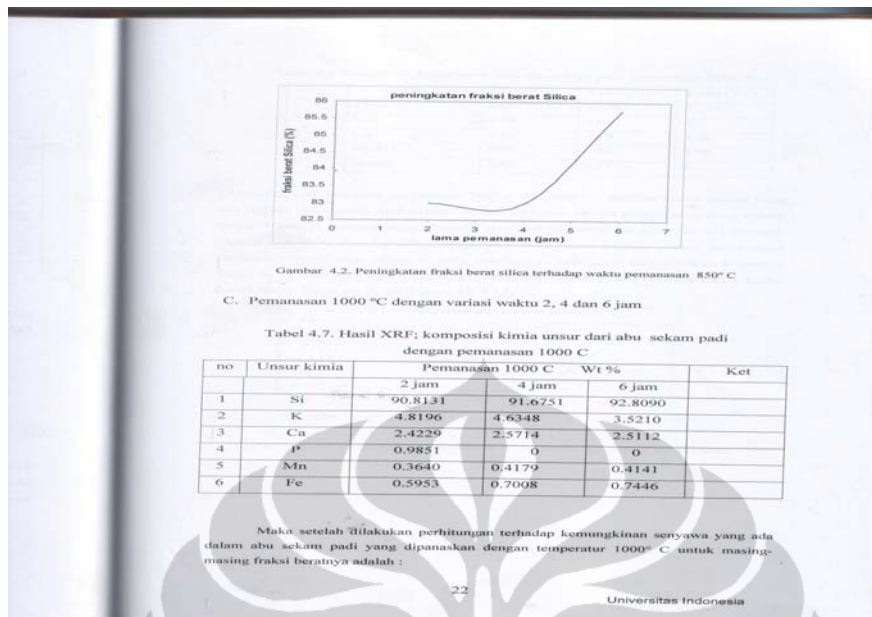 peningkatan fraksi berat Silica
fraksi berat Silica (%)
86
85.5
85
84.5
84
83.5
83
82.5
0 1 2 3 4 5 6 7
lama pemanasan (jam)
Gambar 4.2. Peningkatan fraksi berat silica terhadap waktu pemanasan 850° C
C. Pemanasan 1000 °C dengan variasi waktu 2, 4 dan 6 jam
Tabel 4.7. Hasil XRF; komposisi kimia unsur dari abu sekam padi
dengan pemanasan 1000 C
no Unsur kimia Pemanasan 1000 C Wt % Ket
2 jam 4 jam 6 jam
1 Si 90.8131 91.6751 92.8090
2 K 4.8196 4.6348 3.5210
3 Ca 2.4229 2.5714 2.5112
4 P 0.9851 0 0
5 Mn 0.3640 0.4179 0.4141
6 Fe 0.5953 0.7008 0.7446
Maka setelah dilakukan perhitungan terhadap kemungkinan senyawa yang ada
dalam abu sekam padi yang dipanaskan dengan temperatur 1000° C untuk masing-
masing fraksi beratnya adalah :
22
Universitas Indonesia